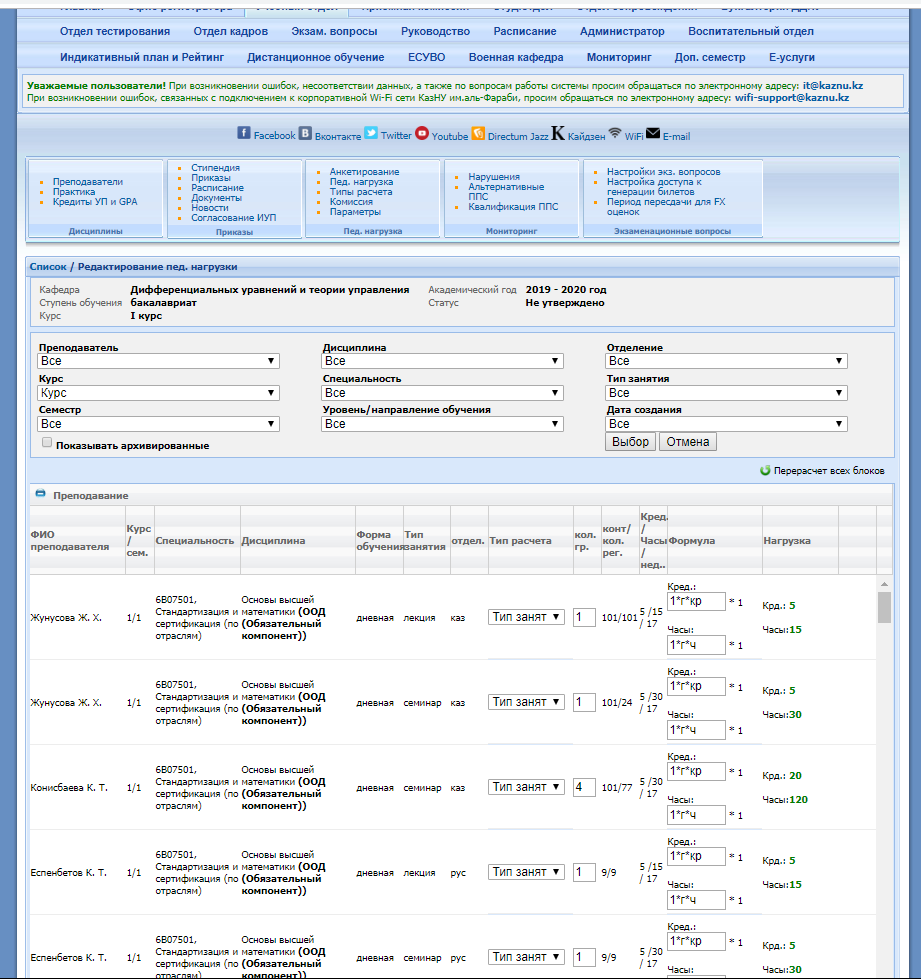 Отдел тестирования Отдел кадров Экзам. вопросы Руководство Расписание Администратор Воспитательный отдел
Индикативный план и Рейтинг Дистанционное обучение ЕСУВО Военная кафедра Мониторинг Доп. семестр Е-услуги
Уважаемые пользователи! При возникновении ошибок, несоответствии данных, а также по вопросам работы системы просим обращаться по электронному адресу: it@kaznu.kz
При возникновении ошибок, связанных с подключением к корпоративной Wi-Fi сети КазНУ им.аль-Фараби, просим обращаться по электронному адресу: wifi-support@kaznu.kz
Facebook Вконтакте Twitter Youtube Directum Jazz Кайдзен WiFi E-mail
Преподаватели
Практика
Кредиты УП и GPA
Дисциплины
Стипендия
Приказы
Расписание
Документы
Новости
Согласование ИУП
Приказы
Анкетирование
Пед. нагрузка
Типы расчета
Комиссия
Параметры
Пед. нагрузка
Нарушения
Альтернативные
ППС
Квалификация ППС
Мониторинг
Настройки экз. вопросов
Настройка доступа к
генерации билетов
Период пересдачи для FX
оценок
Экзаменационные вопросы
Список / Редактирование пед. нагрузки
Кафедра Дифференциальных уравнений и теории управления Академический год 2019 - 2020 год
Ступень обучения бакалавриат Статус Не утверждено
Курс I курс
Преподаватель Дисциплина Отделение
Все Все Все
Курс Специальность Тип занятия
Курс Все Все
Семестр Уровень/направление обучения Дата создания
Все Все Все
Показывать архивированные Выбор Отмена
Перерасчет всех блоков
Преподавание
ФИО преподавателя Курс / сем. Специальность Дисциплина Форма обучения Тип занятия отдел. Тип расчета кол. гр. конт/ кол. рег. Кред. / Часы / нед.. Формула Нагрузка
Кред.:
6B07501, Основы высшей 1*г*кр * 1
Стандартизация и математики (ООД Крд.: 5
Жунусова Ж. Х. 1/1 сертификация (по (Обязательный дневная лекция каз Тип занят 1 101/101 5 /15 / 17
отраслям) компонент)) Часы: Часы:15
1*г*ч * 1
Кред.:
6B07501, Основы высшей 1*г*кр * 1
Стандартизация и математики (ООД Крд.: 5
Жунусова Ж. Х. 1/1 сертификация (по (Обязательный дневная семинар каз Тип занят 1 101/24 5 /30 / 17
отраслям) компонент)) Часы: Часы:30
1*г*ч * 1
Кред.:
6B07501, Основы высшей 1*г*кр * 1
Стандартизация и математики (ООД Крд.: 20
Конисбаева К. Т. 1/1 сертификация (по (Обязательный дневная семинар каз Тип занят 4 101/77 5 /30 / 17
отраслям) компонент)) Часы: Часы:120
1*г*ч * 1
Кред.:
6B07501, Основы высшей 1*г*кр * 1
Стандартизация и математики (ООД Крд.: 5
Еспенбетов К. Т. 1/1 сертификация (по (Обязательный дневная лекция рус Тип занят 1 9/9 5 /15 / 17
отраслям) компонент)) Часы: Часы:15
1*г*ч * 1
Кред.:
6B07501, Основы высшей 1*г*кр * 1
Стандартизация и математики (ООД Крд.: 5
Еспенбетов К. Т. 1/1 сертификация (по (Обязательный дневная семинар рус Тип занят 1 9/9 5 /30 / 17
отраслям) компонент)) Часы: Часы:30